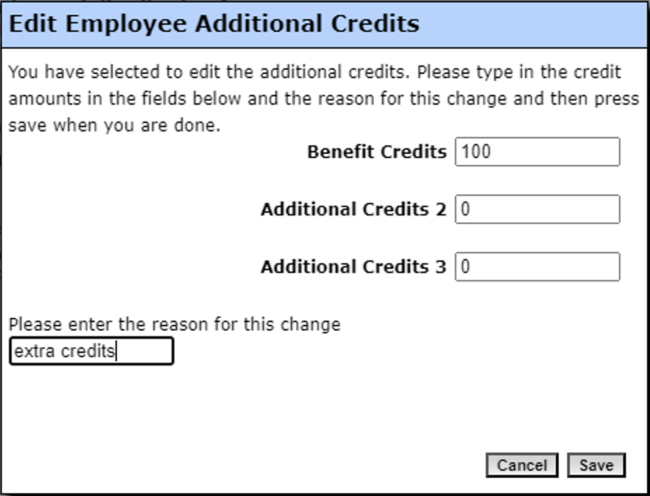 Edit Employee Additional Credits
You have selected to edit the additional credits. Please type in the credit
amounts in the fields below and the reason for this change and then press
save when you are done.
Benefit Credits 100
Additional Credits 2 0
Additional Credits 3 0
Please enter the reason for this change
extra credits
Cancel Save